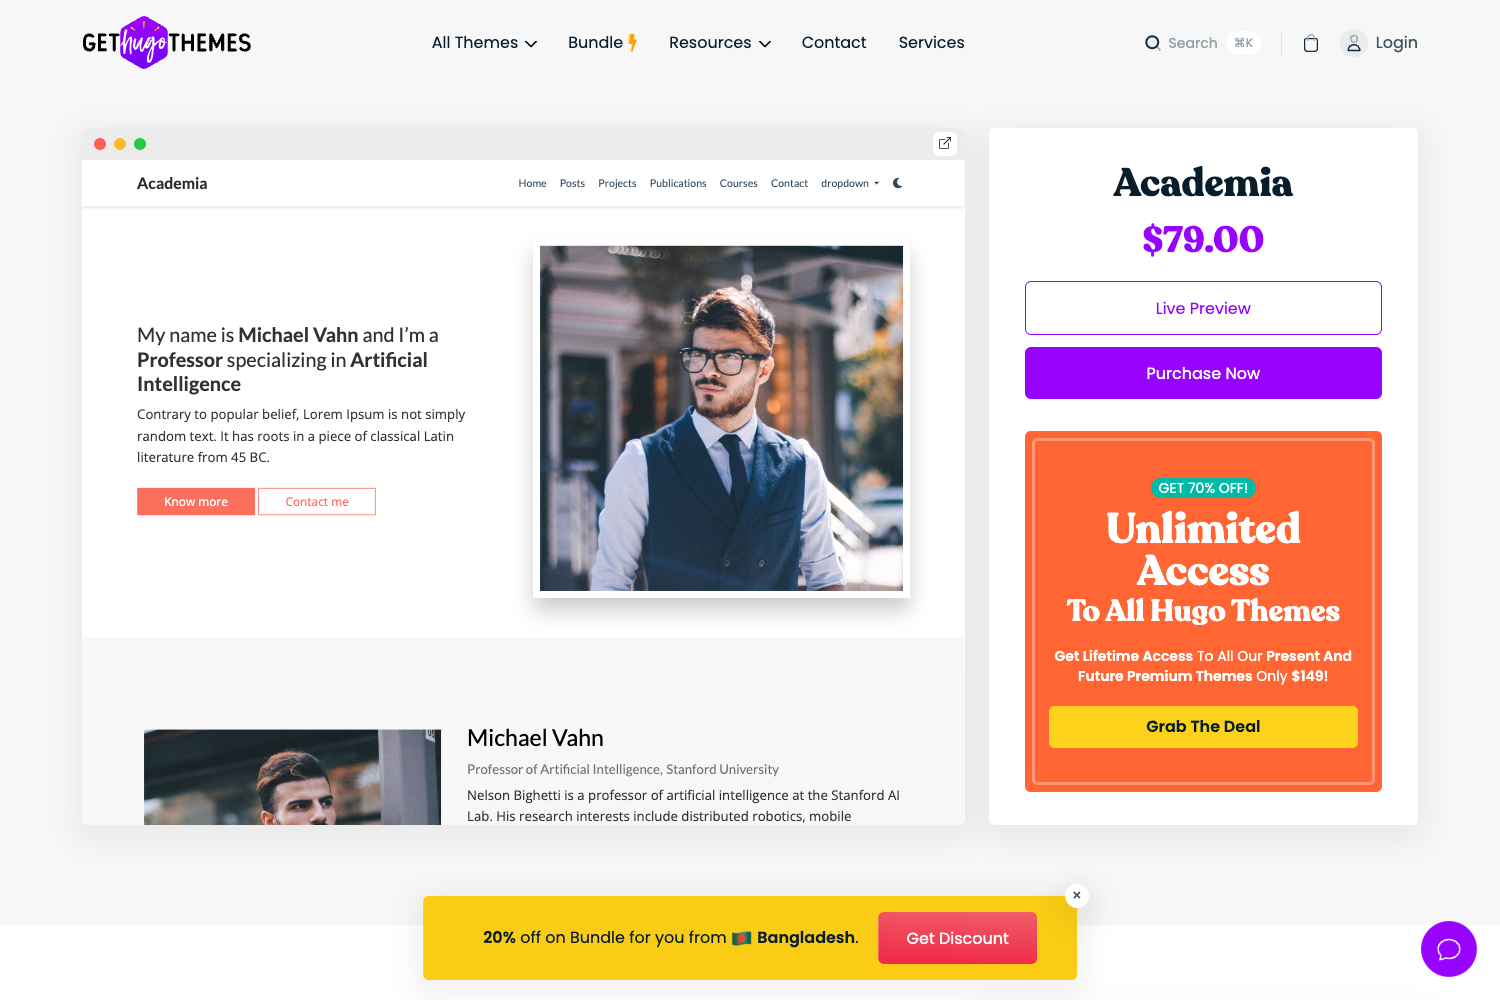 GET hugo THEMES
All Themes
Bundle
Resources
Contact
Services
Search
⌘K
Login
Academia
Home
Posts
Projects
Publications
Courses
Contact
dropdown
My name is Michael Vahn and I'm a
Professor specializing in Artificial
Intelligence
Contrary to popular belief, Lorem Ipsum is not simply
random text. It has roots in a piece of classical Latin
literature from 45 BC.
Know more
Contact me
Michael Vahn
Professor of Artificial Intelligence, Stanford University
Nelson Bighetti is a professor of artificial intelligence at the Stanford AI
Lab. His research interests include distributed robotics, mobile
Academia
$79.00
Live Preview
Purchase Now
GET 70% OFF!
Unlimited
Access
To All Hugo Themes
Get Lifetime Access To All Our Present And
Future Premium Themes Only $149!
Grab The Deal
20% off on Bundle for you from 🇧🇩 Bangladesh.
Get Discount